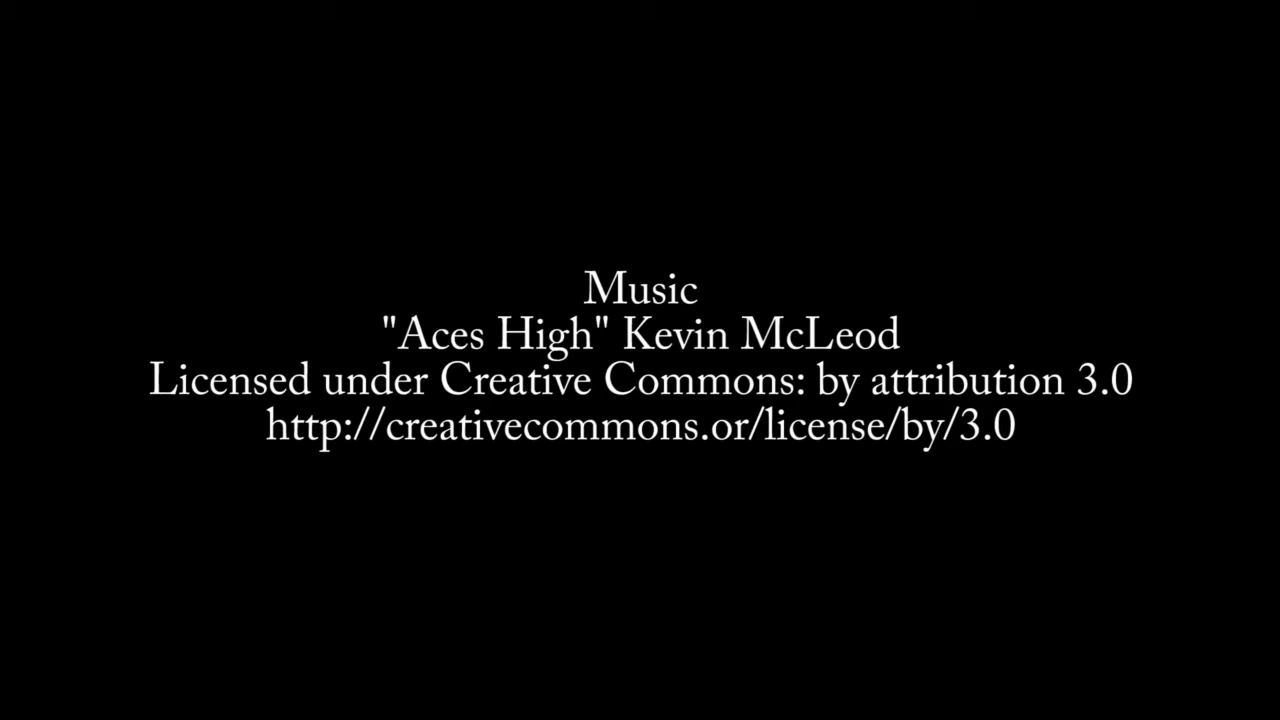 Music
"Aces High" Kevin McLeod
Licensed under Creative Commons: by attribution 3.0
http://creativecommons.or/license/by/3.0